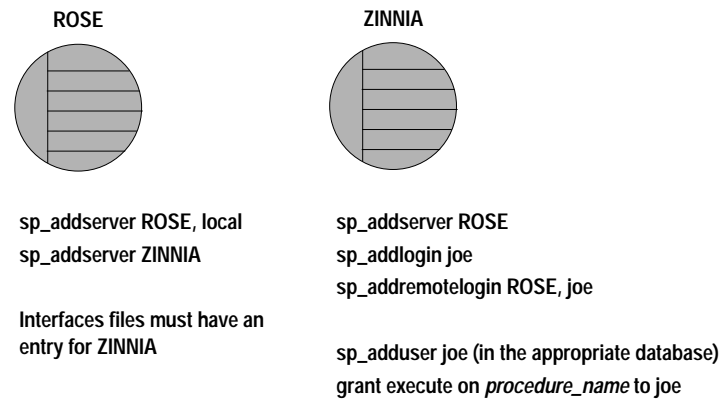 ROSE
ZINNIA
sp_addserver ROSE, local
sp_addserver ZINNIA
Interfaces files must have an
entry for ZINNIA
sp_addserver ROSE
sp_addlogin joe
sp_addremotelogin ROSE, joe
sp_adduser joe (in the appropriate database)
grant execute on procedure_name to joe